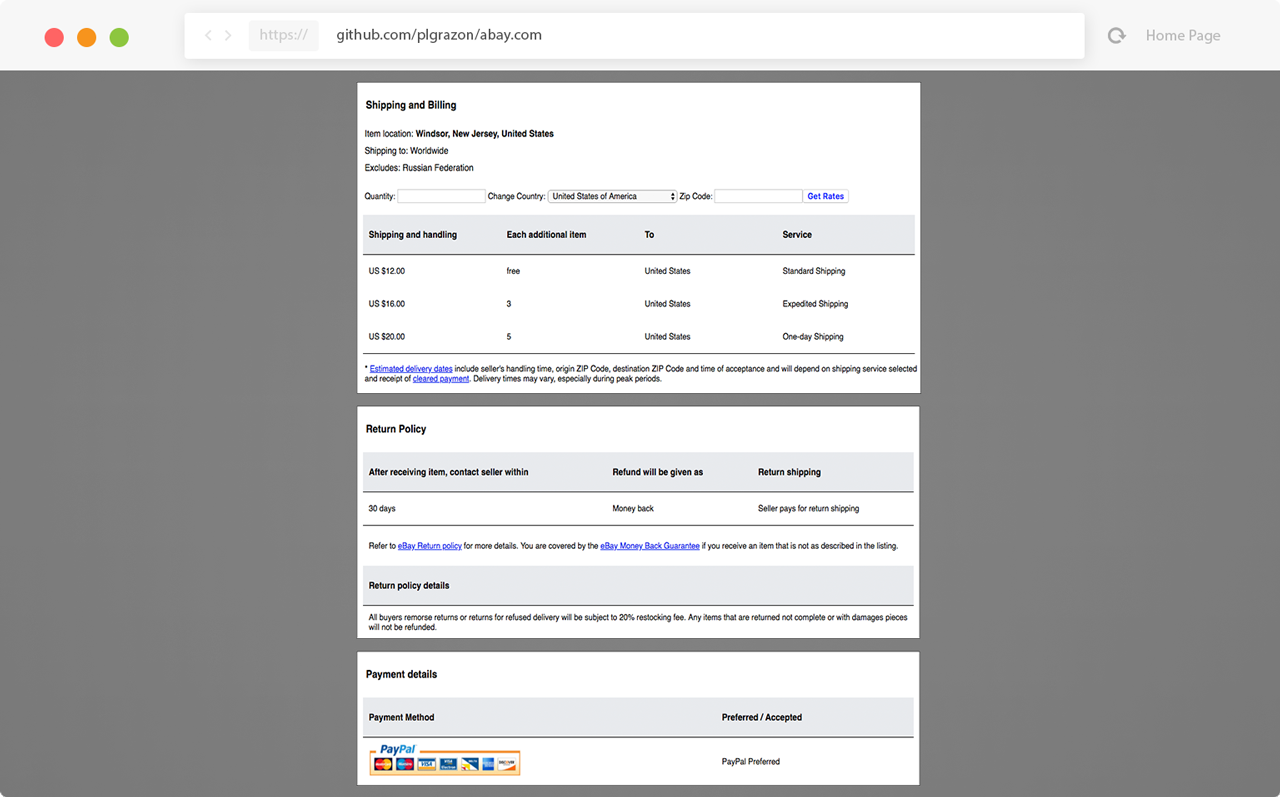 https:// github.com/plgrazon/abay.com Home Page
Shipping and Billing
Item location: Windsor, New Jersey, United States
Shipping to: Worldwide
Excludes: Russian Federation
Quantity: Change Country: United States of America Zip Code: Get Rates
Shipping and handling Each additional item To Service
US $12.00 free United States Standard Shipping
US $16.00 3 United States Expedited Shipping
US $20.00 5 United States One-day Shipping
* Estimated delivery dates include seller's handling time, origin ZIP Code, destination ZIP Code and time of acceptance and will depend on shipping service selected
and receipt of cleared payment. Delivery times may vary, especially during peak periods.
Return Policy
After receiving item, contact seller within Refund will be given as Return shipping
30 days Money back Seller pays for return shipping
Refer to eBay Return policy for more details. You are covered by the eBay Money Back Guarantee if you receive an item that is not as described in the listing.
Return policy details
All buyers remorse returns or returns for refused delivery will be subject to 20% restocking fee. Any items that are returned not complete or with damages pieces
will not be refunded.
Payment details
Payment Method Preferred / Accepted
PayPal
VISA
PayPal Preferred